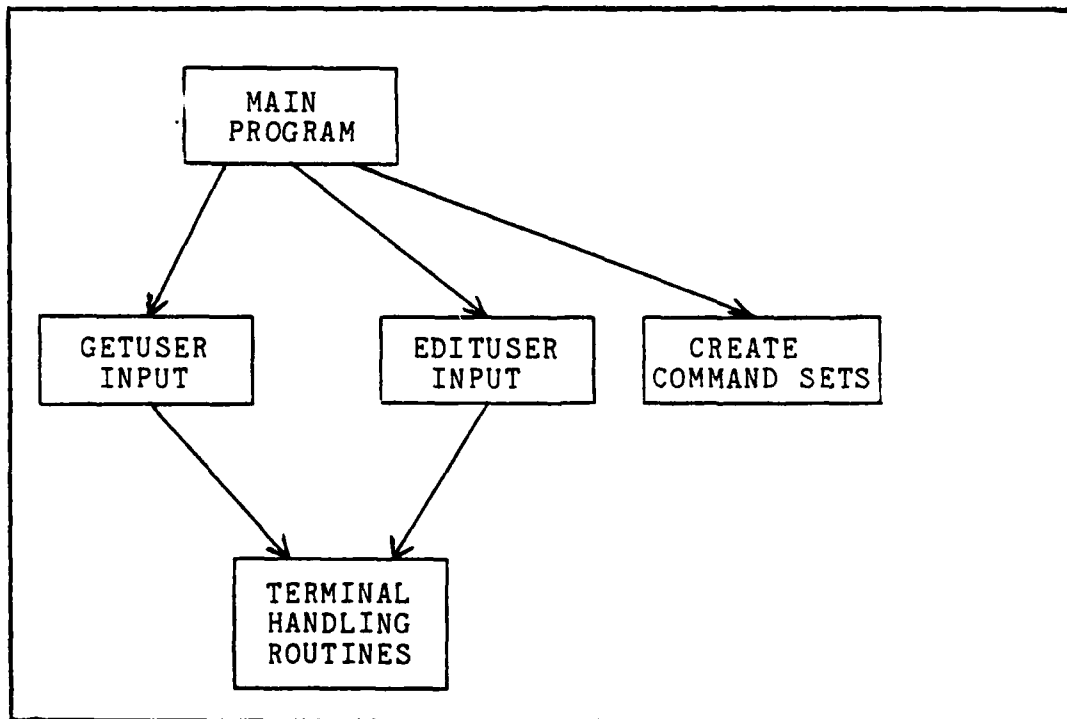 MAIN
PROGRAM
GETUSER
INPUT
EDITUSER
INPUT
CREATE
COMMAND SETS
TERMINAL
HANDLING
ROUTINES